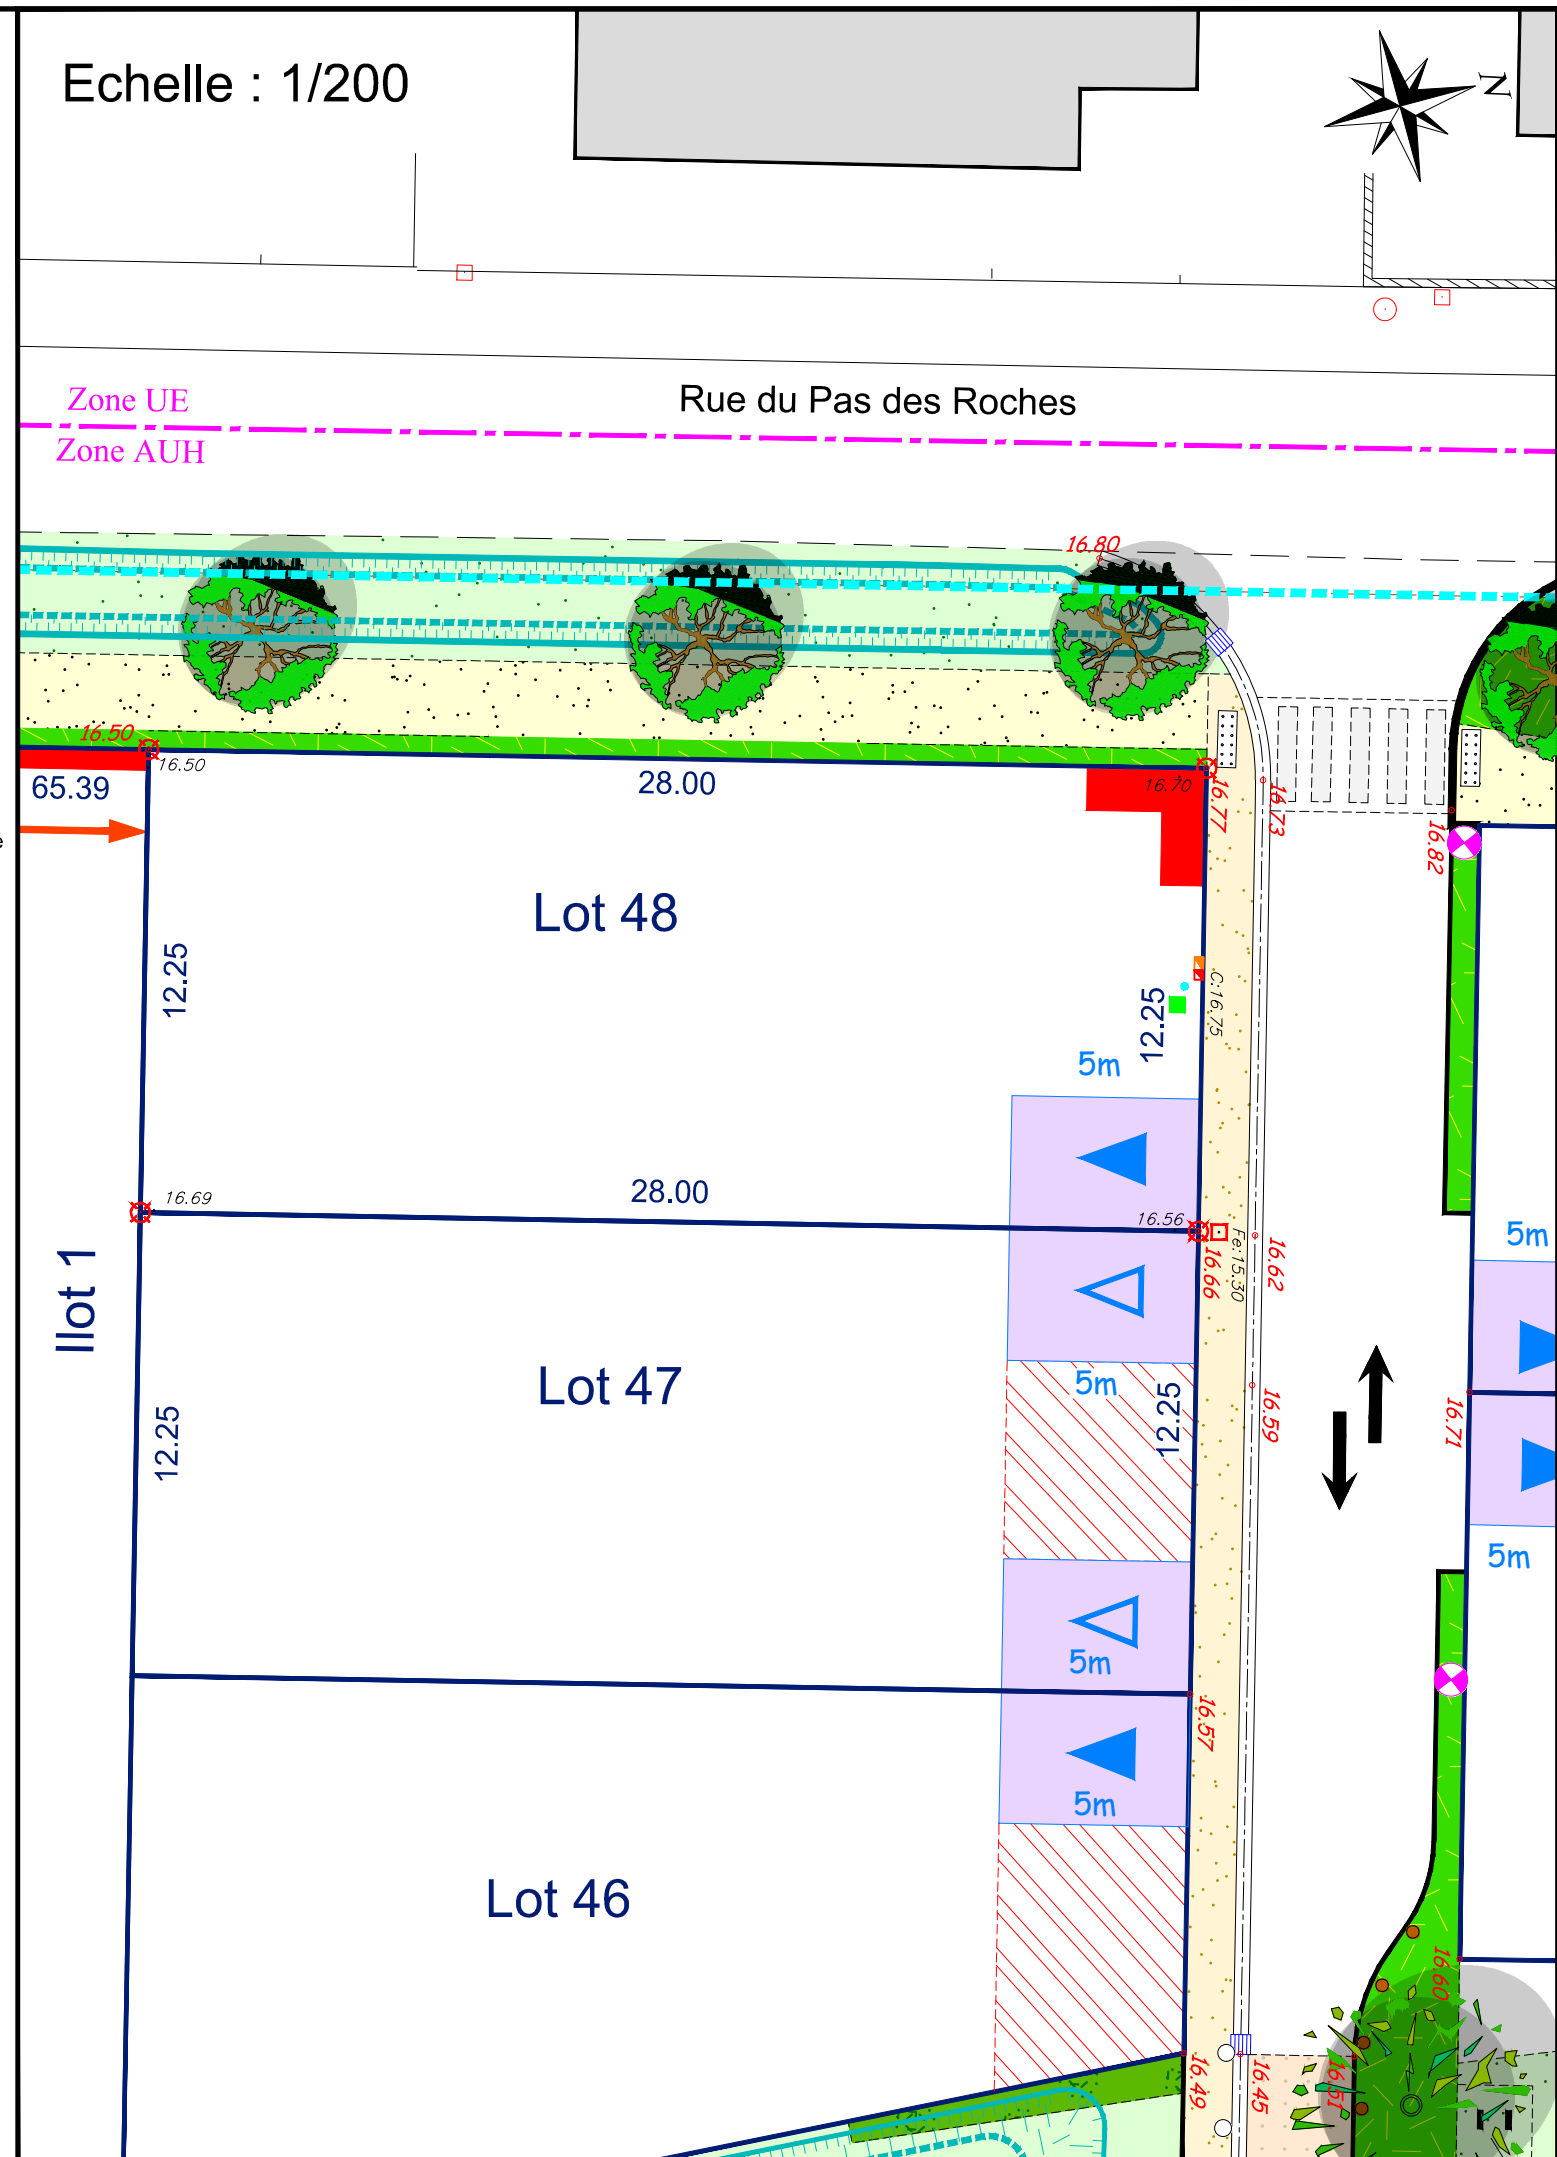 Echelle : 1/200
N
Zone UE
Rue du Pas des Roches
Zone AUH
16.80
16.50
16.50
65.39
28.00
16.70
16.77
16.73
16.82
e
Lot 48
12.25
12.25
C:16.75
5m
16.69
28.00
16.56
16.66
Fe:15.30
16.62
5m
Ilot 1
Lot 47
5m
12.25
12.25
16.59
16.71
5m
5m
16.57
5m
Lot 46
16.60
16.49
16.45
16.51